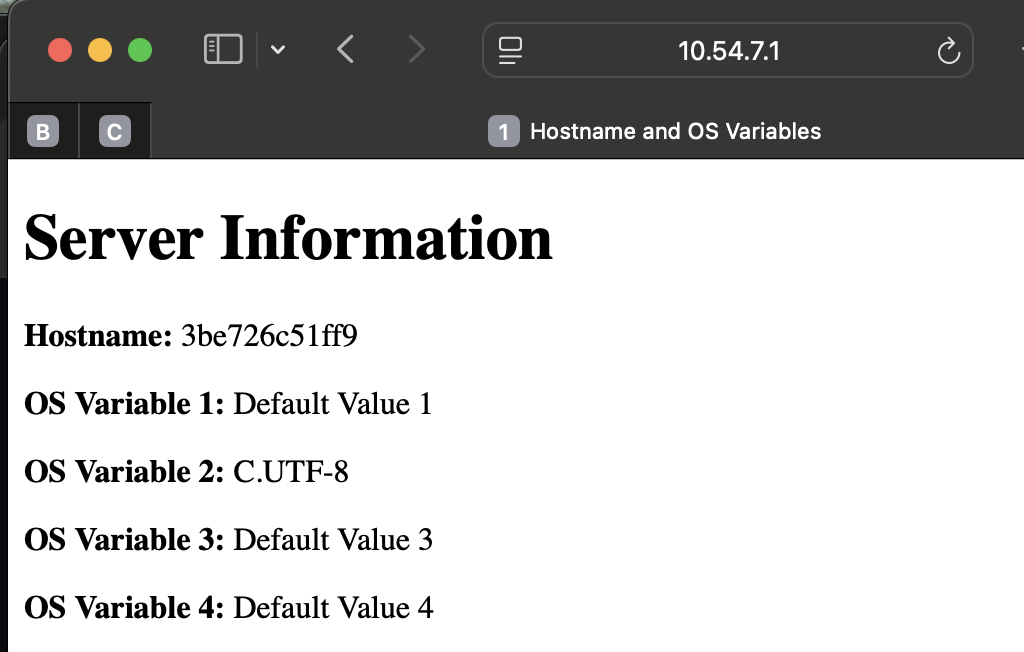 10.54.7.1
B
C
1 Hostname and OS Variables
Server Information
Hostname: 3be726c51ff9
OS Variable 1: Default Value 1
OS Variable 2: C.UTF-8
OS Variable 3: Default Value 3
OS Variable 4: Default Value 4